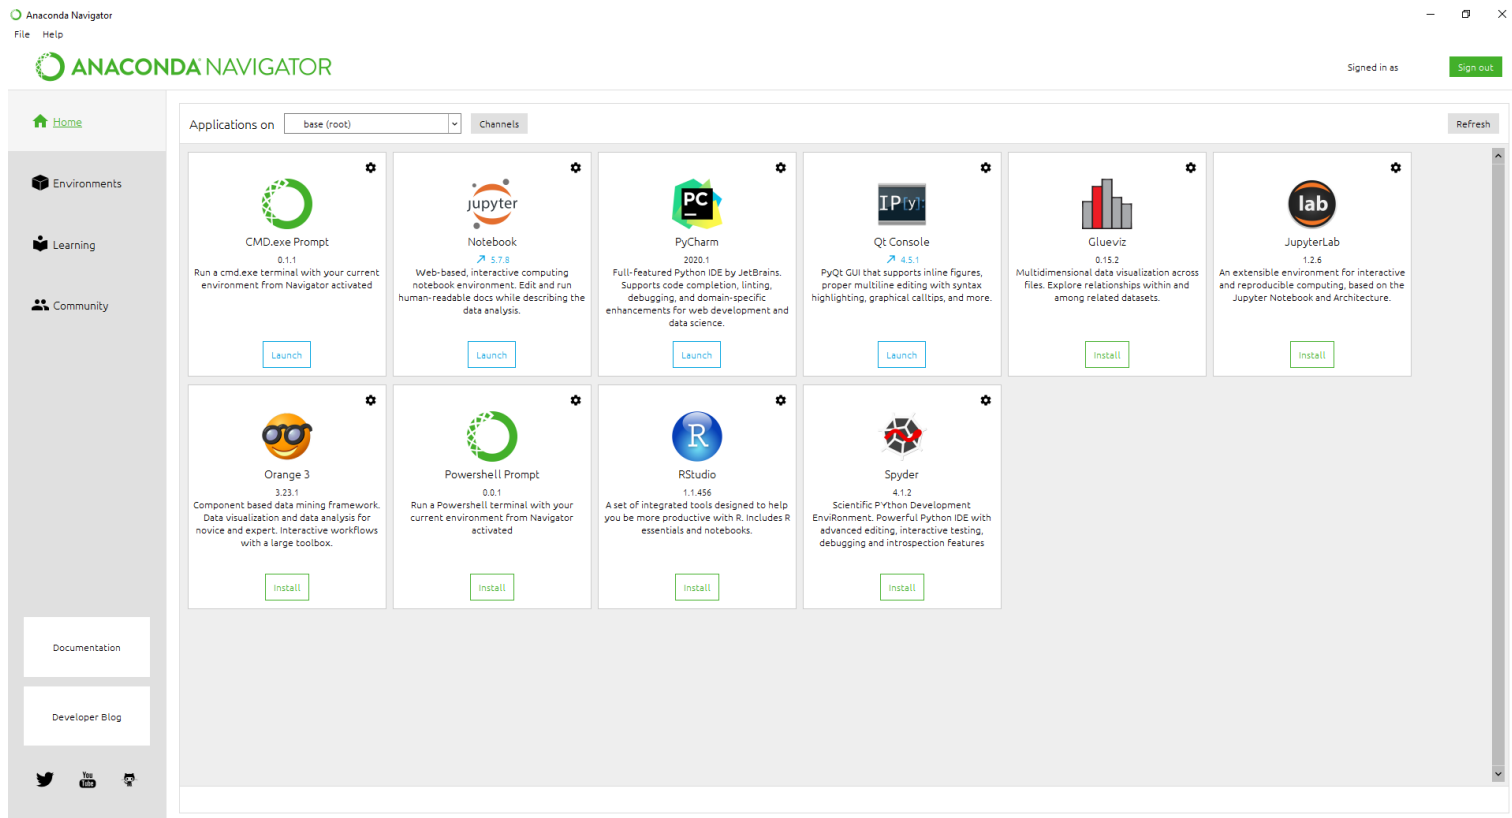 Anaconda Navigator
File Help
ANACONDA NAVIGATOR
Signed in as
Sign out
Home
Environments
Learning
Community
Documentation
Developer Blog
You
Tube
Applications on
base (root)
Channels
Refresh
CMD.exe Prompt
0.1.1
Run a cmd.exe terminal with your current
environment from Navigator activated
Launch
jupyter
Notebook
5.7.8
Web-based, interactive computing
notebook environment. Edit and run
human-readable docs while describing the
data analysis.
Launch
PC
PyCharm
2020.1
Full-featured Python IDE by JetBrains.
Supports code completion, linting,
debugging, and domain-specific
enhancements for web development and
data science.
Launch
IP[y]:
Qt Console
4.5.1
PyQt GUI that supports inline figures,
proper multiline editing with syntax
highlighting, graphical calltips, and more.
Launch
Glueviz
0.15.2
Multidimensional data visualization across
files. Explore relationships within and
among related datasets.
Install
lab
JupyterLab
1.2.6
An extensible environment for interactive
and reproducible computing, based on the
Jupyter Notebook and Architecture.
Install
Orange 3
3.23.1
Component based data mining framework.
Data visualization and data analysis for
novice and expert. Interactive workflows
with a large toolbox.
Install
Powershell Prompt
0.0.1
Run a Powershell terminal with your
current environment from Navigator
activated
Install
R
RStudio
1.1.456
A set of integrated tools designed to help
you be more productive with R. Includes R
essentials and notebooks.
Install
Spyder
4.1.2
Scientific PYthon Development
EnviRonment. Powerful Python IDE with
advanced editing, interactive testing,
debugging and introspection features
Install